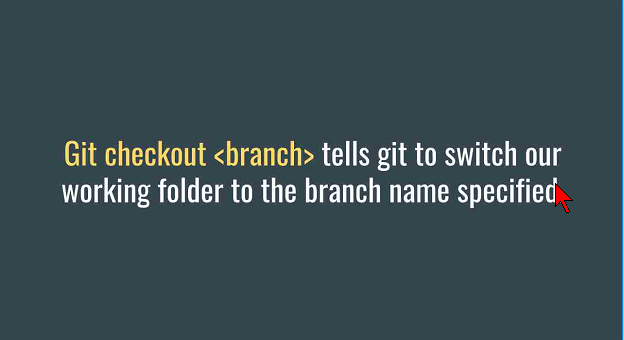 Git checkout <branch> tells git to switch our
working folder to the branch name specified